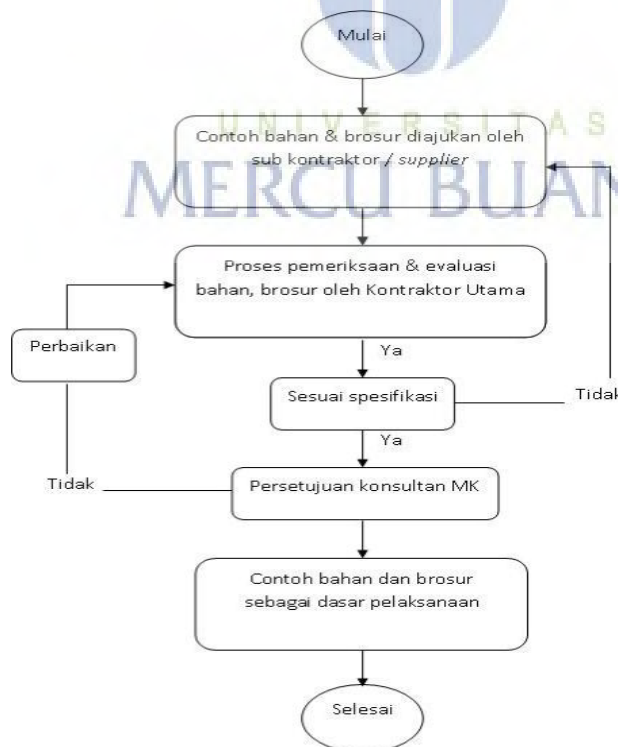 Mulai
UNIVERSITAS
MERCU BUAN
Contoh bahan & brosur diajukan oleh
sub kontraktor / supplier
Proses pemeriksaan & evaluasi
bahan, brosur oleh Kontraktor Utama
Perbaikan
Ya
Sesuai spesifikasi
Tidak
Ya
Tidak
Persetujuan konsultan MK
Contoh bahan dan brosur
sebagai dasar pelaksanaan
Selesai